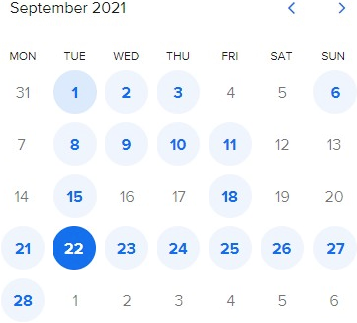 September 2021
MON TUE WED THU FRI SAT SUN
31 1 2 3 4 5 6
7 8 9 10 11 12 13
14 15 16 17 18 19 20
21 22 23 24 25 26 27
28 1 2 3 4 5 6